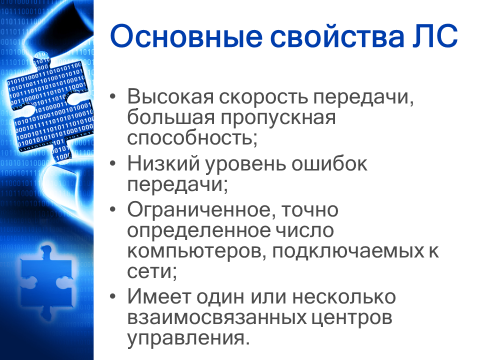 Основные свойства ЛС
• Высокая скорость передачи,
большая пропускная
способность;
• Низкий уровень ошибок
передачи;
• Ограниченное, точно
определенное число
компьютеров, подключаемых к
сети;
• Имеет один или несколько
взаимосвязанных центров
управления.